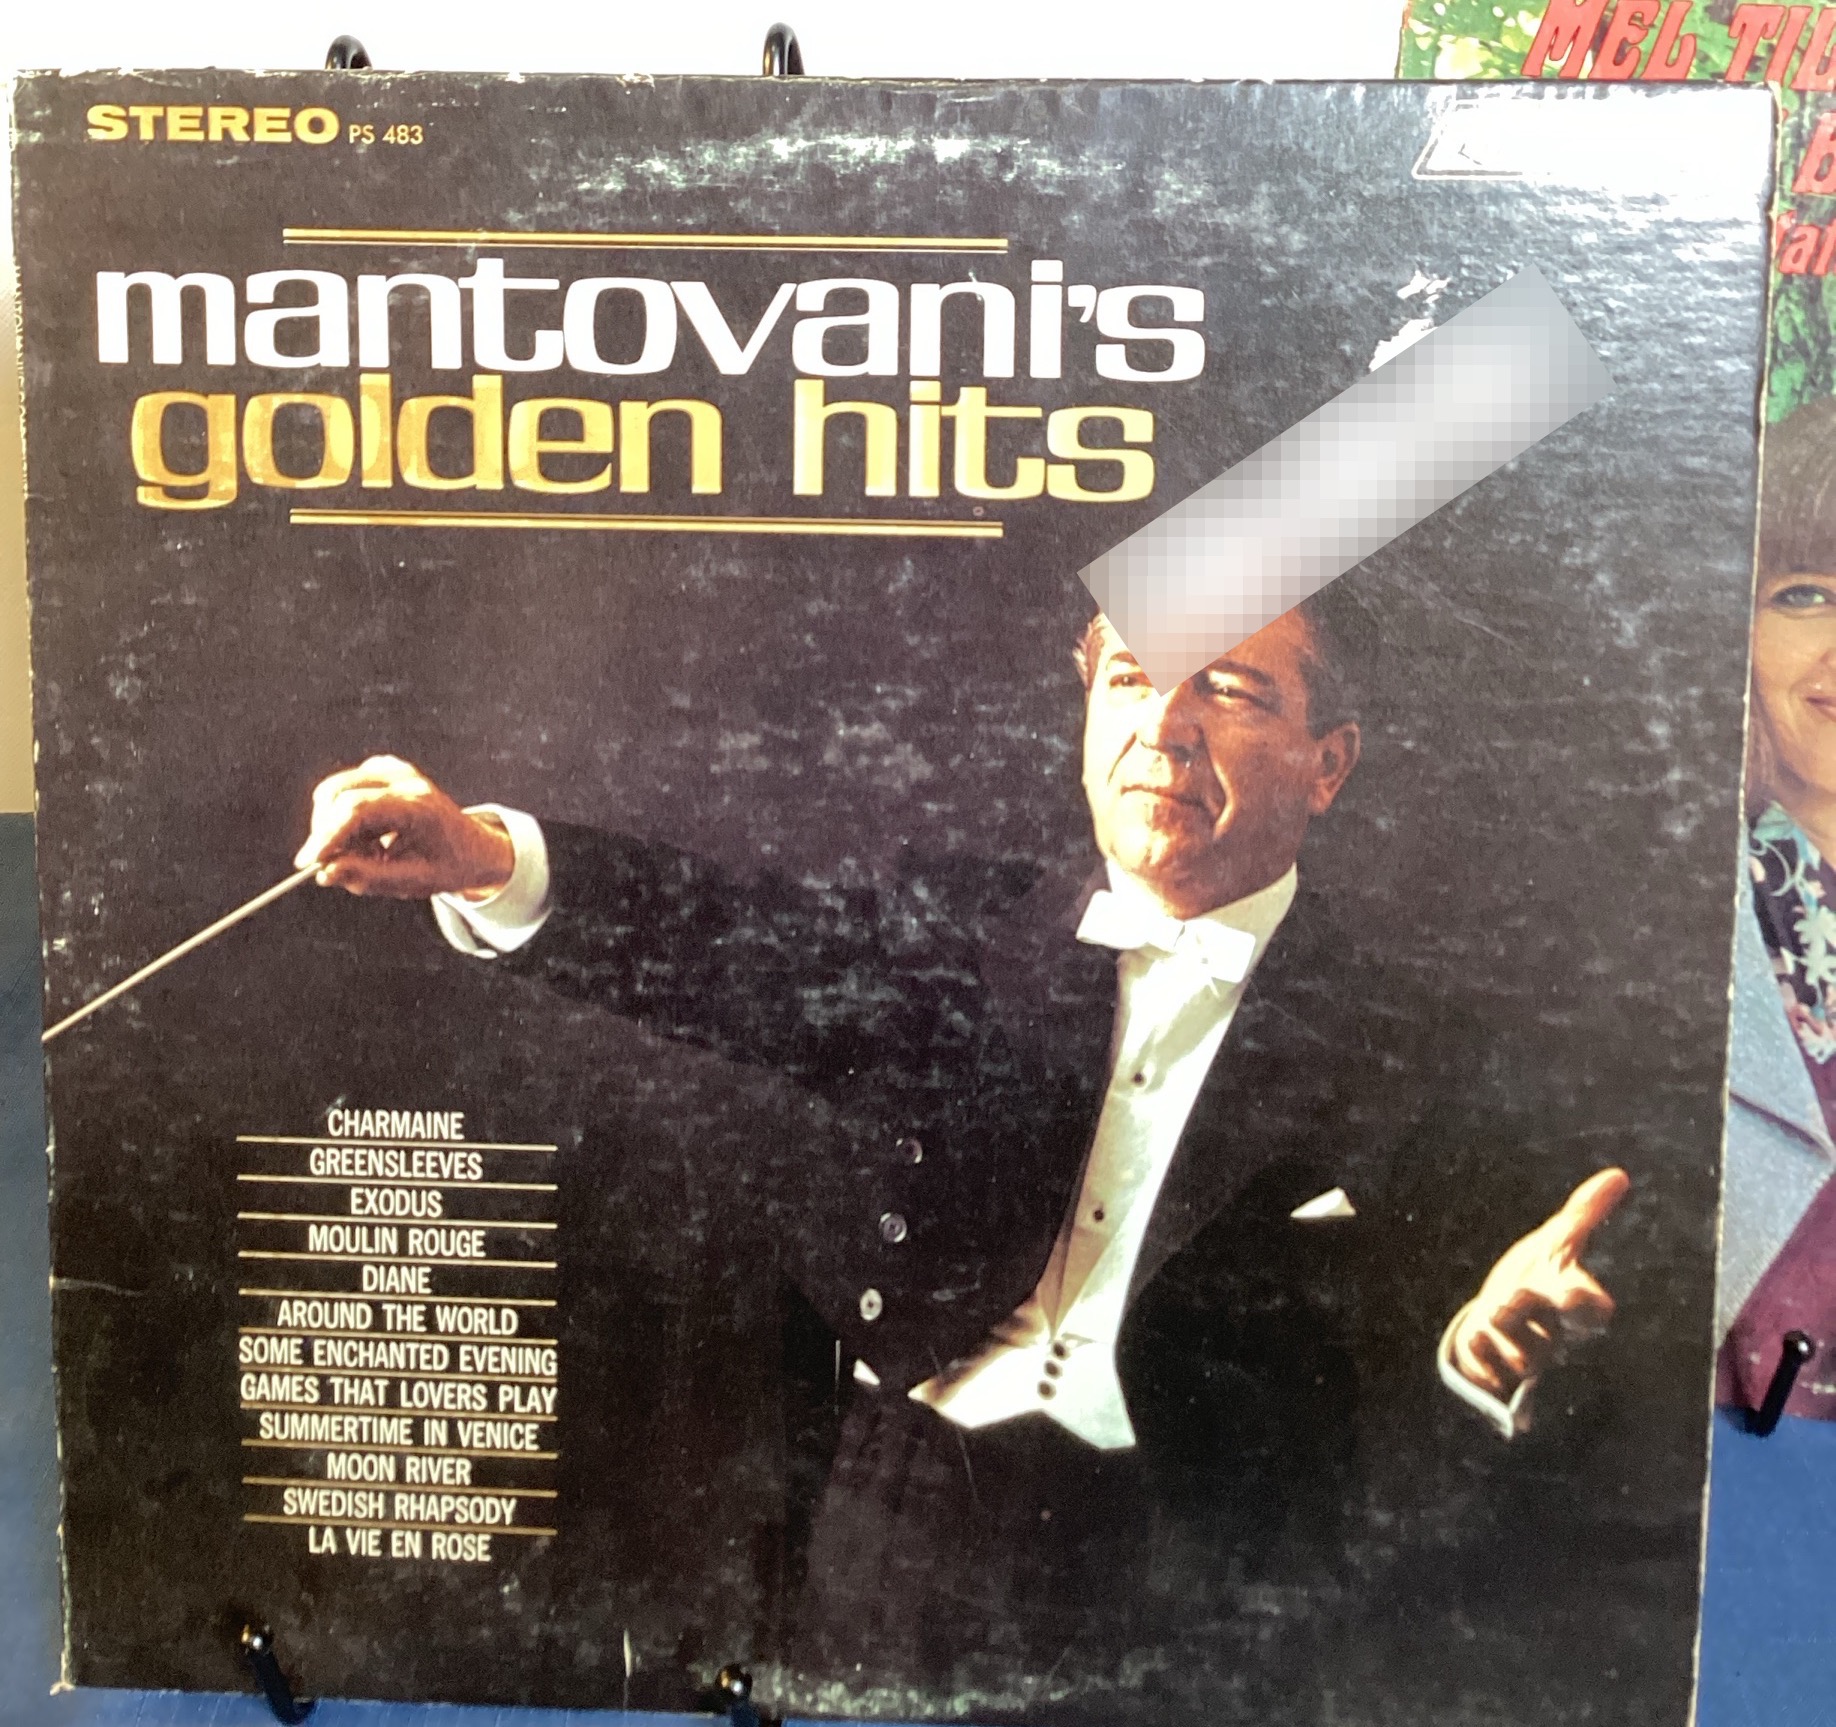 STEREO PS 483
mantovani's
golden hits
CHARMAINE
GREENSLEEVES
EXODUS
MOULIN ROUGE
DIANE
AROUND THE WORLD
SOME ENCHANTED EVENING
GAMES THAT LOVERS PLAY
SUMMERTIME IN VENICE
MOON RIVER
SWEDISH RHAPSODY
LA VIE EN ROSE
MEL